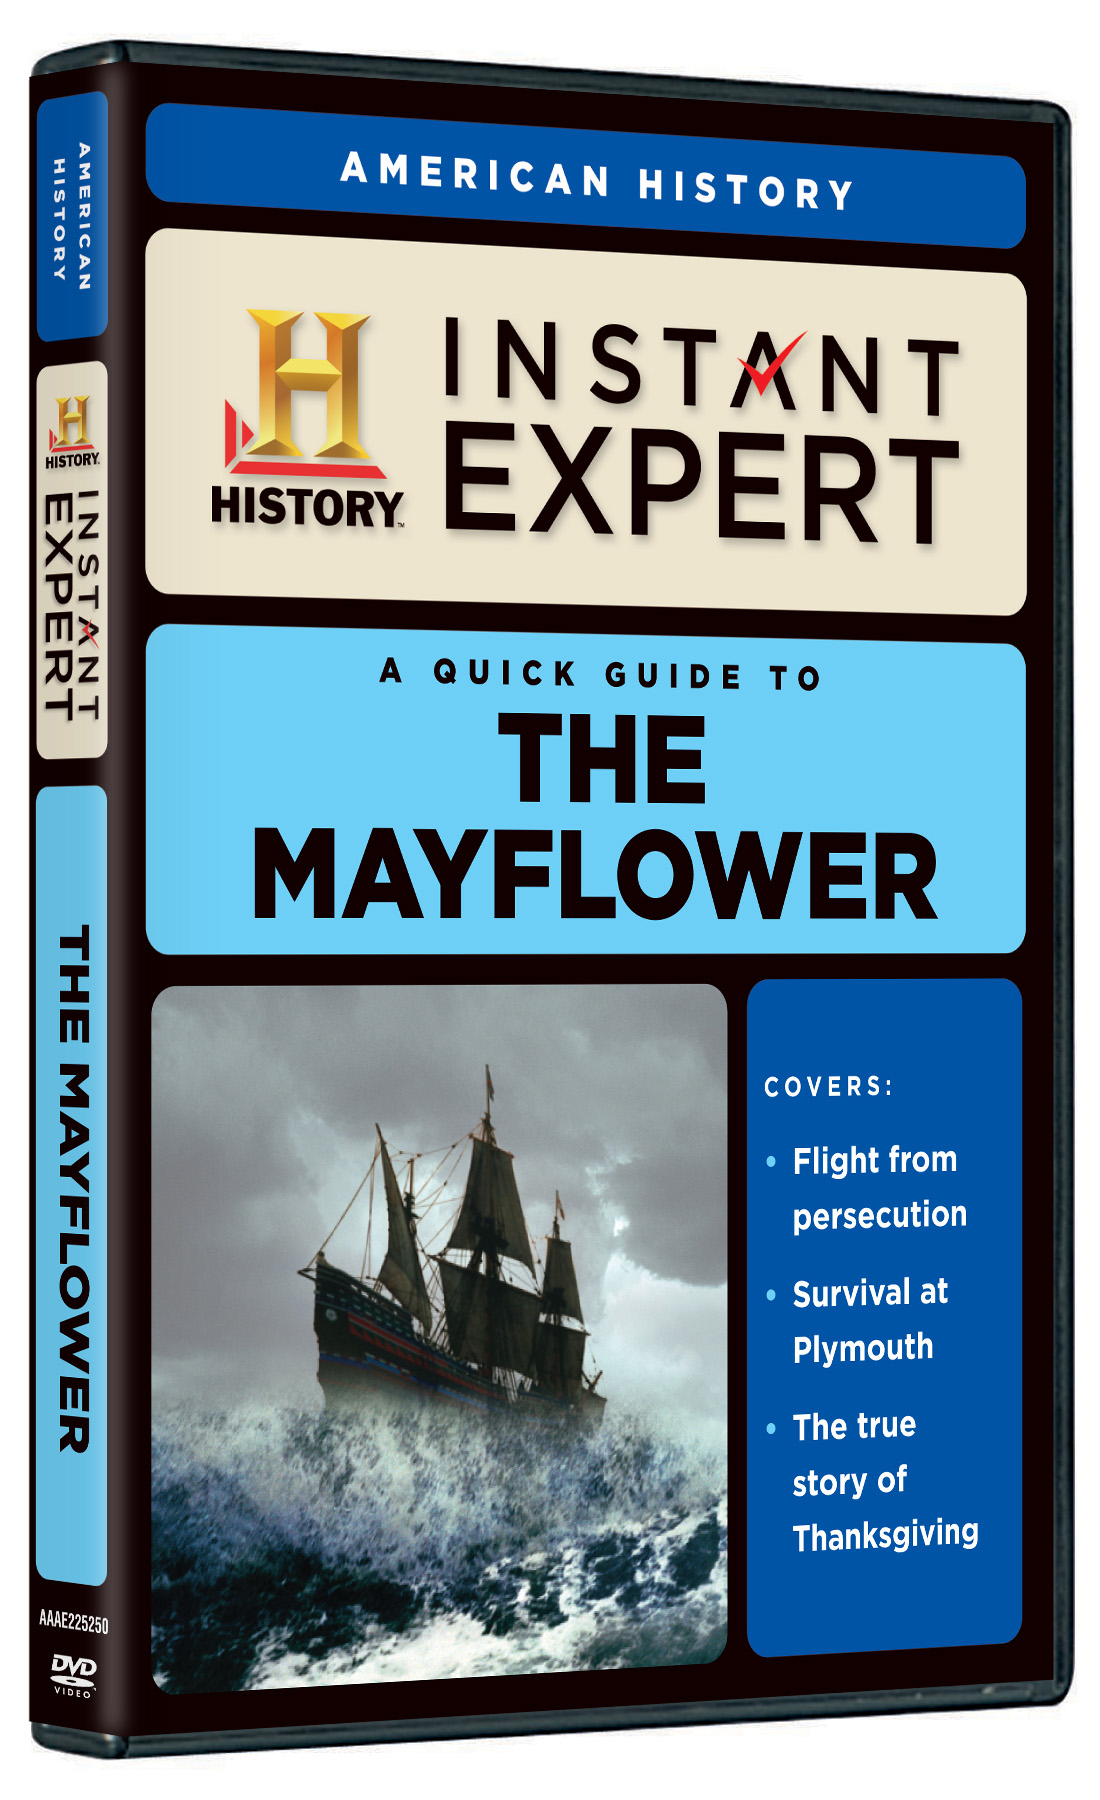 AMERICAN HISTORY
HISTORY™
INSTANT
EXPERT
A QUICK GUIDE TO
THE
MAYFLOWER
COVERS:
• Flight from
persecution
• Survival at
Plymouth
• The true
story of
Thanksgiving
AMERICAN
HISTORY
HISTORY
INSTANT
EXPERT
THE MAYFLOWER
AAAE225250
DVD
VIDEO